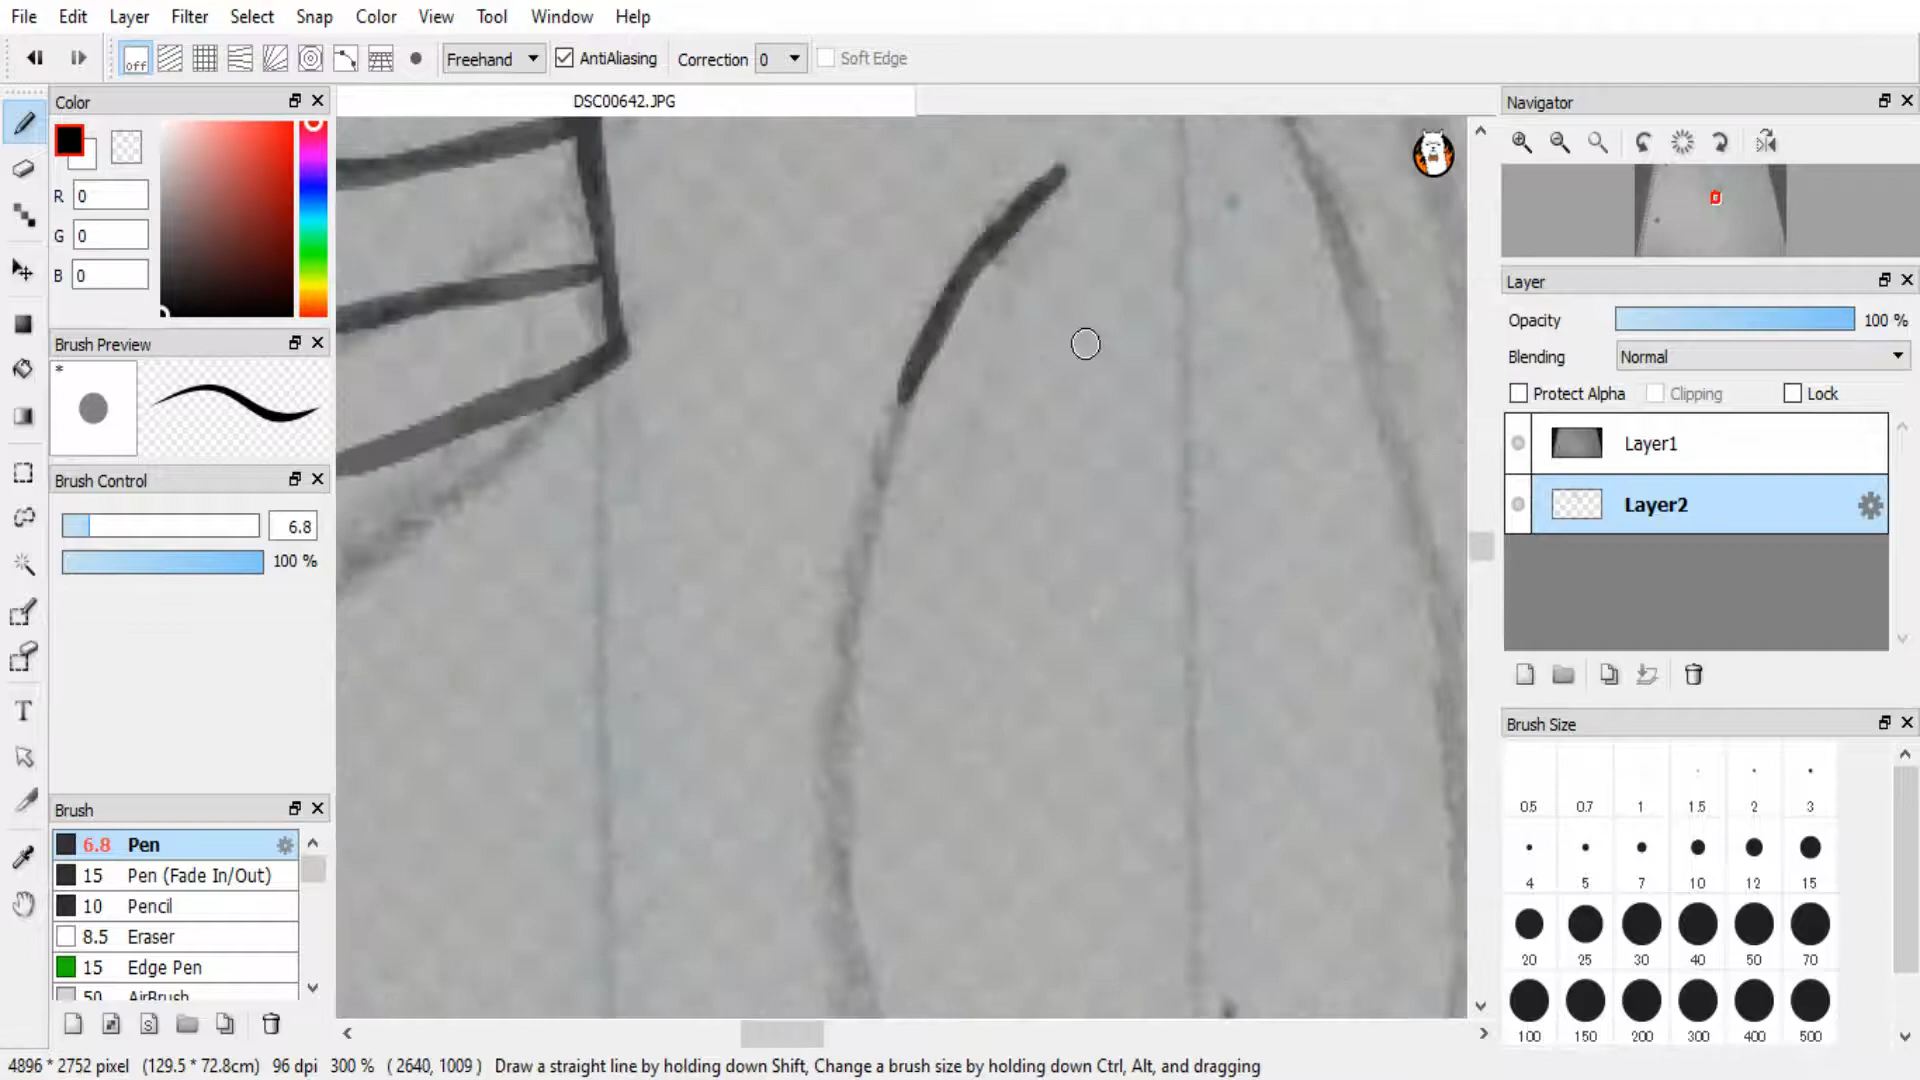 File Edit Layer Filter Select Snap Color View Tool Window Help
off Freehand AntiAliasing Correction 0 Soft Edge
Color
R 0
G 0
B 0
Brush Preview
*
Brush Control
6.8
100 %
Brush
6.8 Pen
15 Pen (Fade In/Out)
10 Pencil
8.5 Eraser
15 Edge Pen
50 AirBrush
DSC00642.JPG
Navigator
Layer
Opacity 100 %
Blending Normal
Protect Alpha Clipping Lock
Layer1
Layer2
Brush Size
0.5 0.7 1 1.5 2 3
4 5 7 10 12 15
20 25 30 40 50 70
100 150 200 300 400 500
4896 * 2752 pixel (129.5 * 72.8cm) 96 dpi 300 % ( 2640, 1009 ) Draw a straight line by holding down Shift, Change a brush size by holding down Ctrl, Alt, and dragging